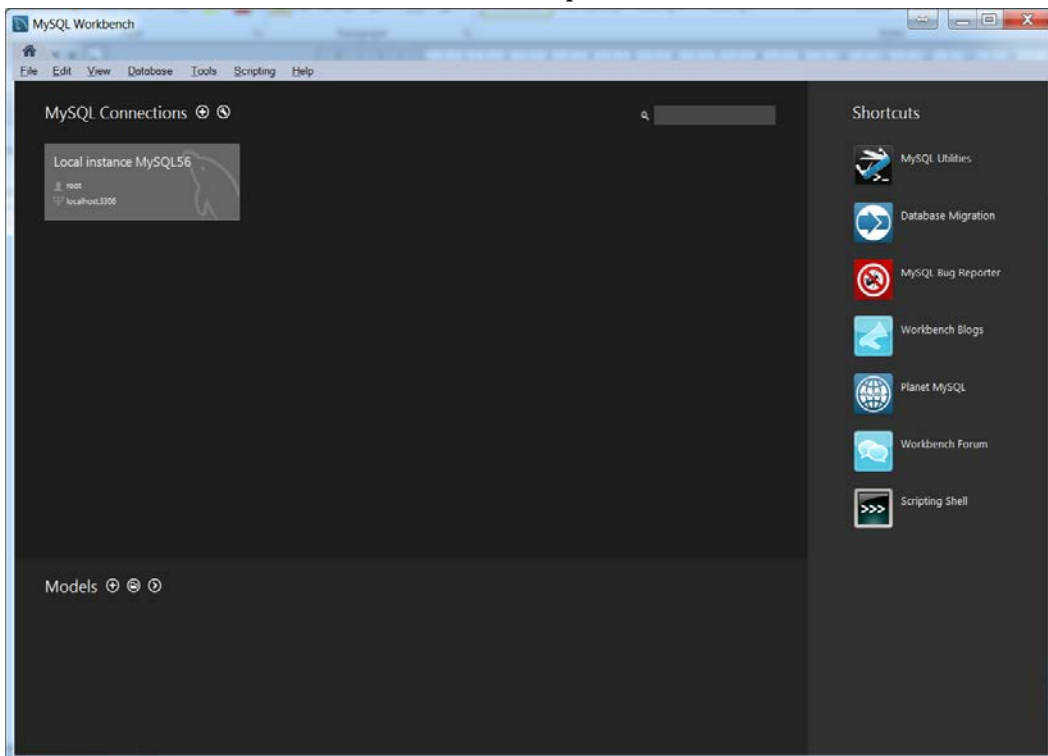 MySQL Workbench
File Edit View Database Tools Scripting Help
MySQL Connections
Local instance MySQL56
root
localhost:3306
Shortcuts
MySQL Utilities
Database Migration
MySQL Bug Reporter
Workbench Blogs
Planet MySQL
Workbench Forum
>>>
Scripting Shell
Models